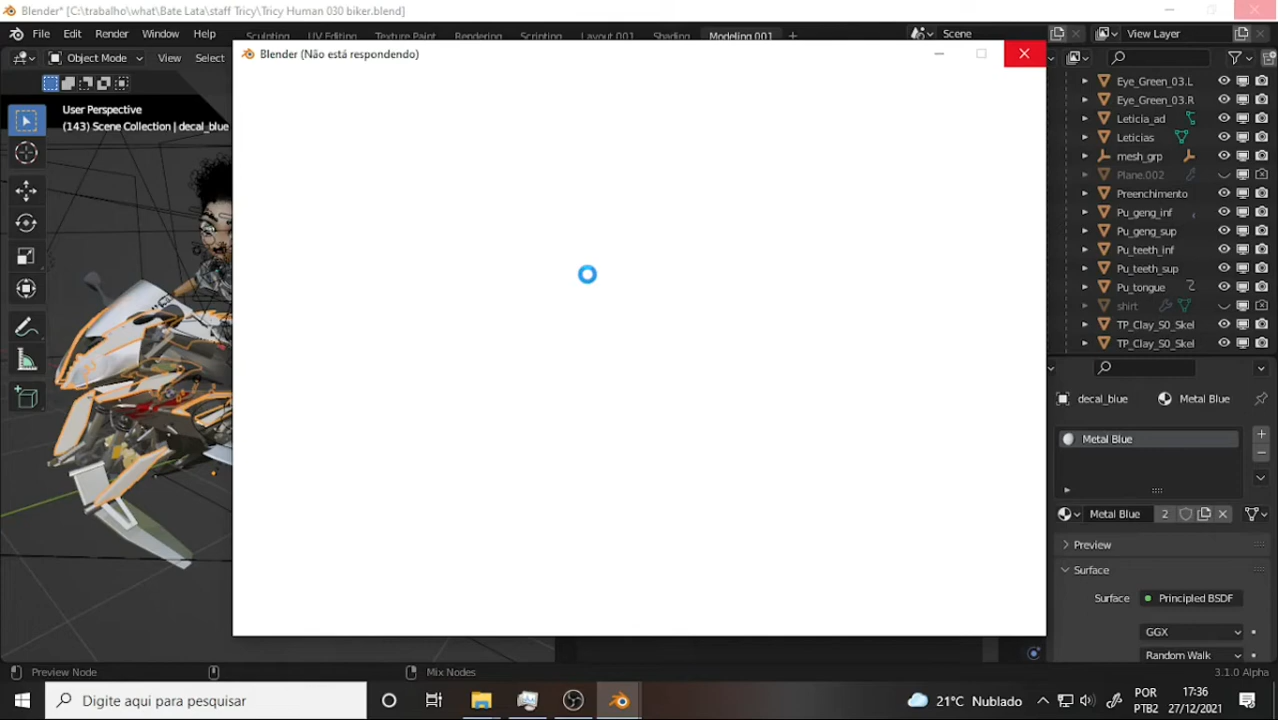 Blender* [C:\trabalho\what\Bate Lata\staff Tricy\Tricy Human 030 biker.blend]
File Edit Render Window Help Sculpting UV Editing Texture Paint Rendering Scripting Layout 001 Shading Modeling 001 + Scene View Layer
Blender (Não está respondendo)
Object Mode View Select
User Perspective
(143) Scene Collection | decal_blue
Eye_Green_03.L
Eye_Green_03.R
Leticia_ad
Leticias
mesh_grp
Plane.002
Preenchimento
Pu_geng_inf
Pu_geng_sup
Pu_teeth_inf
Pu_teeth_sup
Pu_tongue
shirt
TP_Clay_S0_Skel
TP_Clay_S0_Skel
decal_blue Metal Blue
Metal Blue
Metal Blue 2
Preview
Surface
Surface Principled BSDF
GGX
Random Walk
Preview Node Mix Nodes 3.1.0 Alpha
Digite aqui para pesquisar 21°C Nublado POR 17:36
PTB2 27/12/2021